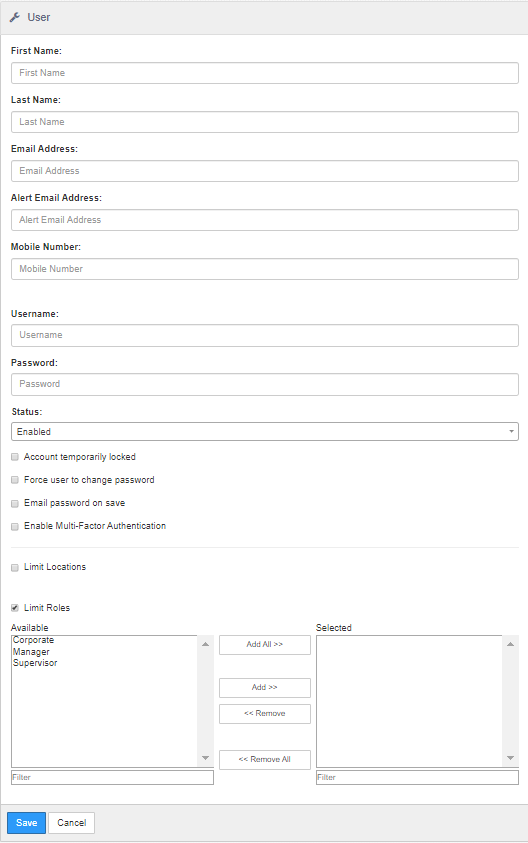 User
First Name:
First Name
Last Name:
Last Name
Email Address:
Email Address
Alert Email Address:
Alert Email Address
Mobile Number:
Mobile Number
Username:
Username
Password:
Password
Status:
Enabled
Account temporarily locked
Force user to change password
Email password on save
Enable Multi-Factor Authentication
Limit Locations
Limit Roles
Available
Corporate
Manager
Supervisor
Filter
Add All >>
Add >>
<< Remove
<< Remove All
Selected
Filter
Save
Cancel